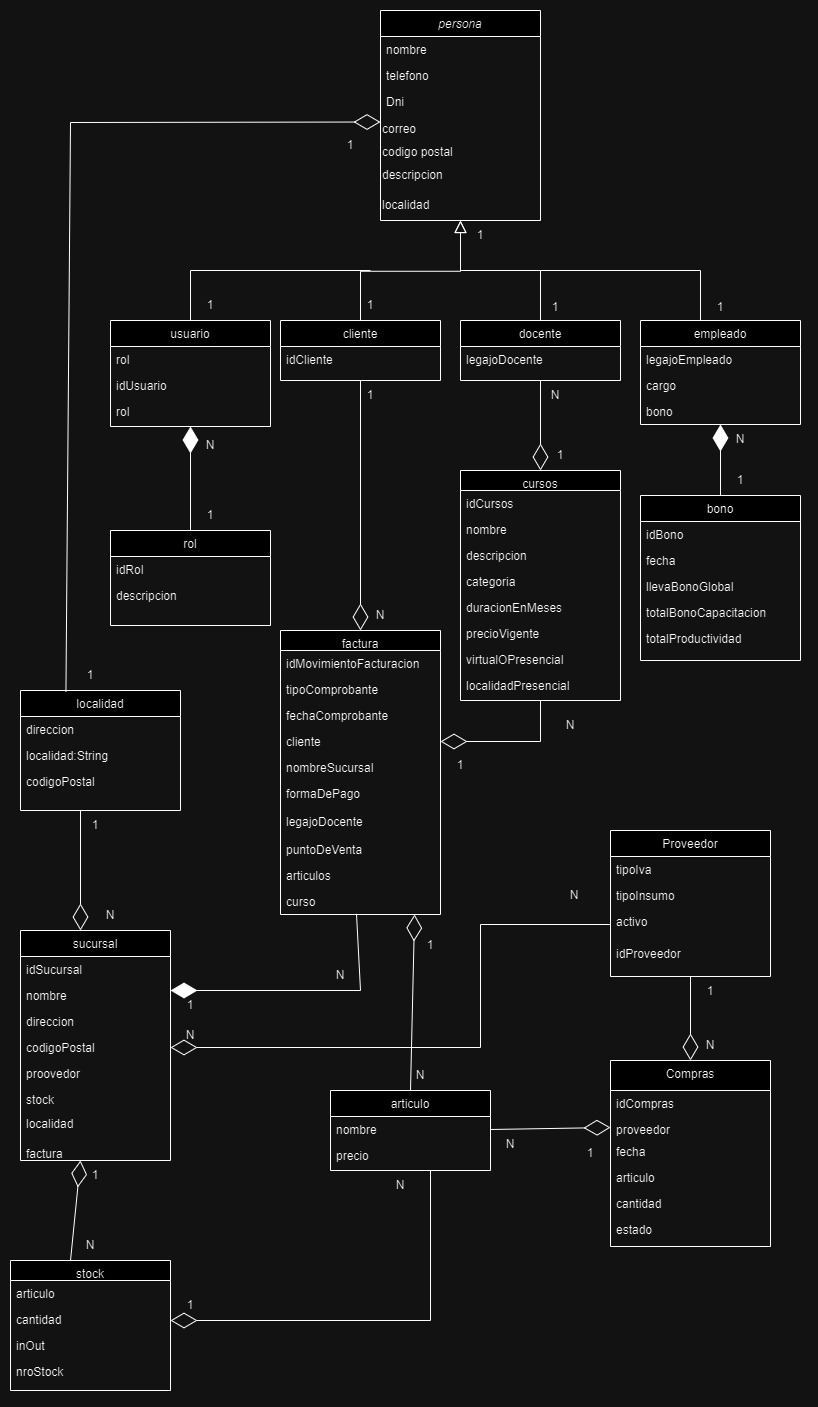 persona
nombre
telefono
Dni
correo
codigo postal
descripcion
localidad
1
1
1
1
1
1
usuario
rol
idUsuario
rol
cliente
idCliente
docente
legajoDocente
empleado
legajoEmpleado
cargo
bono
N
1
N
1
N
1
rol
idRol
descripcion
cursos
idCursos
nombre
descripcion
categoria
duracionEnMeses
precioVigente
virtualOPresencial
localidadPresencial
bono
idBono
fecha
llevaBonoGlobal
totalBonoCapacitacion
totalProductividad
1
N
factura
idMovimientoFacturacion
tipoComprobante
fechaComprobante
cliente
nombreSucursal
formaDePago
legajoDocente
puntoDeVenta
articulos
curso
N
1
1
localidad
direccion
localidad:String
codigoPostal
1
N
Proveedor
tipoIva
tipoInsumo
activo
idProveedor
N
sucursal
idSucursal
nombre
direccion
codigoPostal
proovedor
stock
localidad
factura
N
1
1
N
N
1
N
articulo
nombre
precio
Compras
idCompras
proveedor
fecha
articulo
cantidad
estado
N
1
1
N
N
1
stock
articulo
cantidad
inOut
nroStock